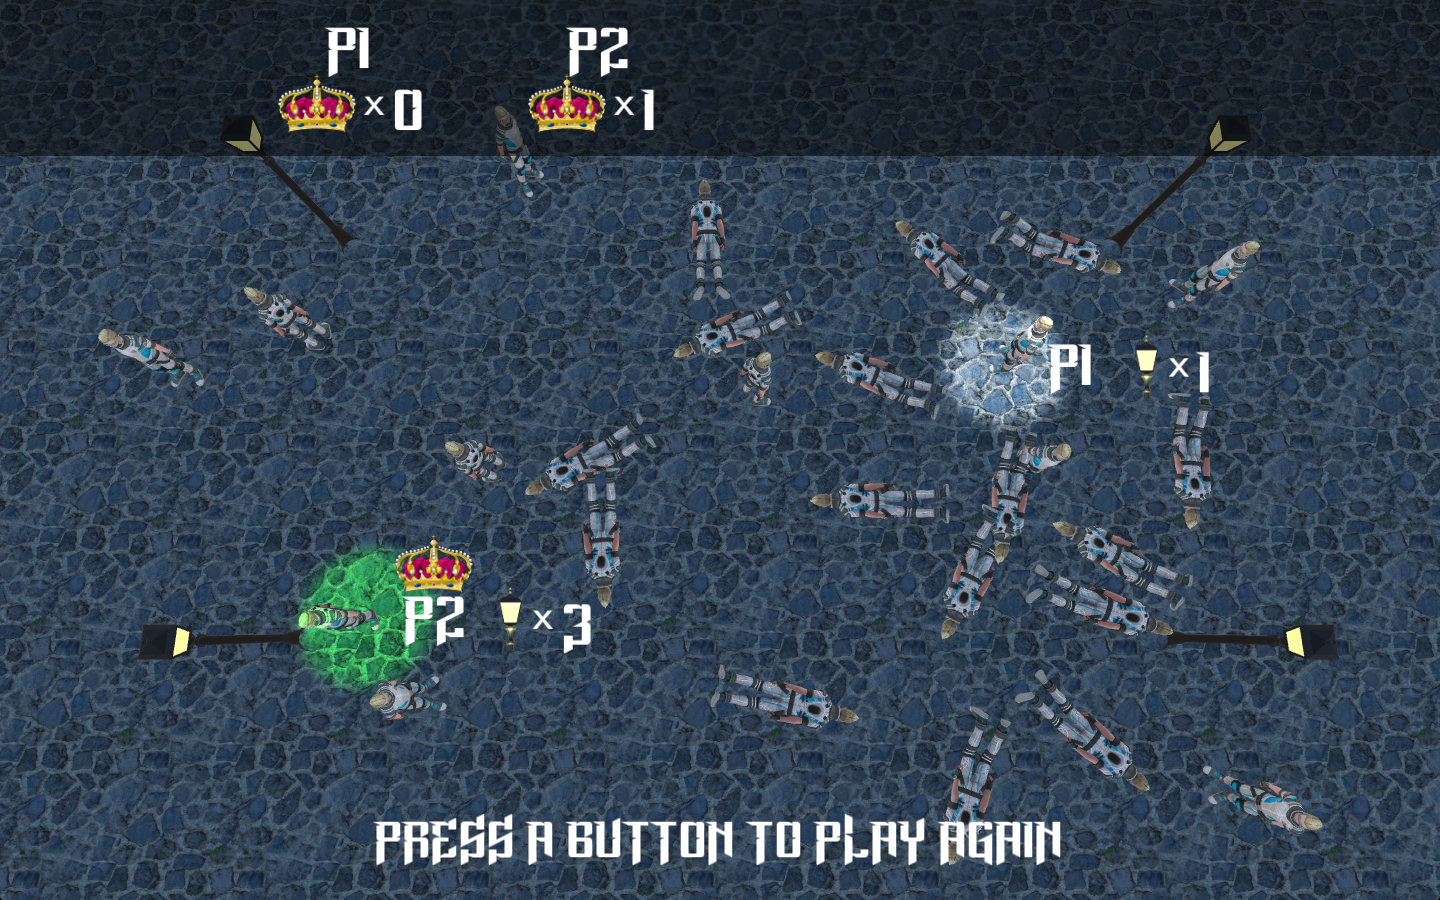 P1 P2
x 0 x 1
P1 x 1
P2 x 3
PRESS A BUTTON TO PLAY AGAIN